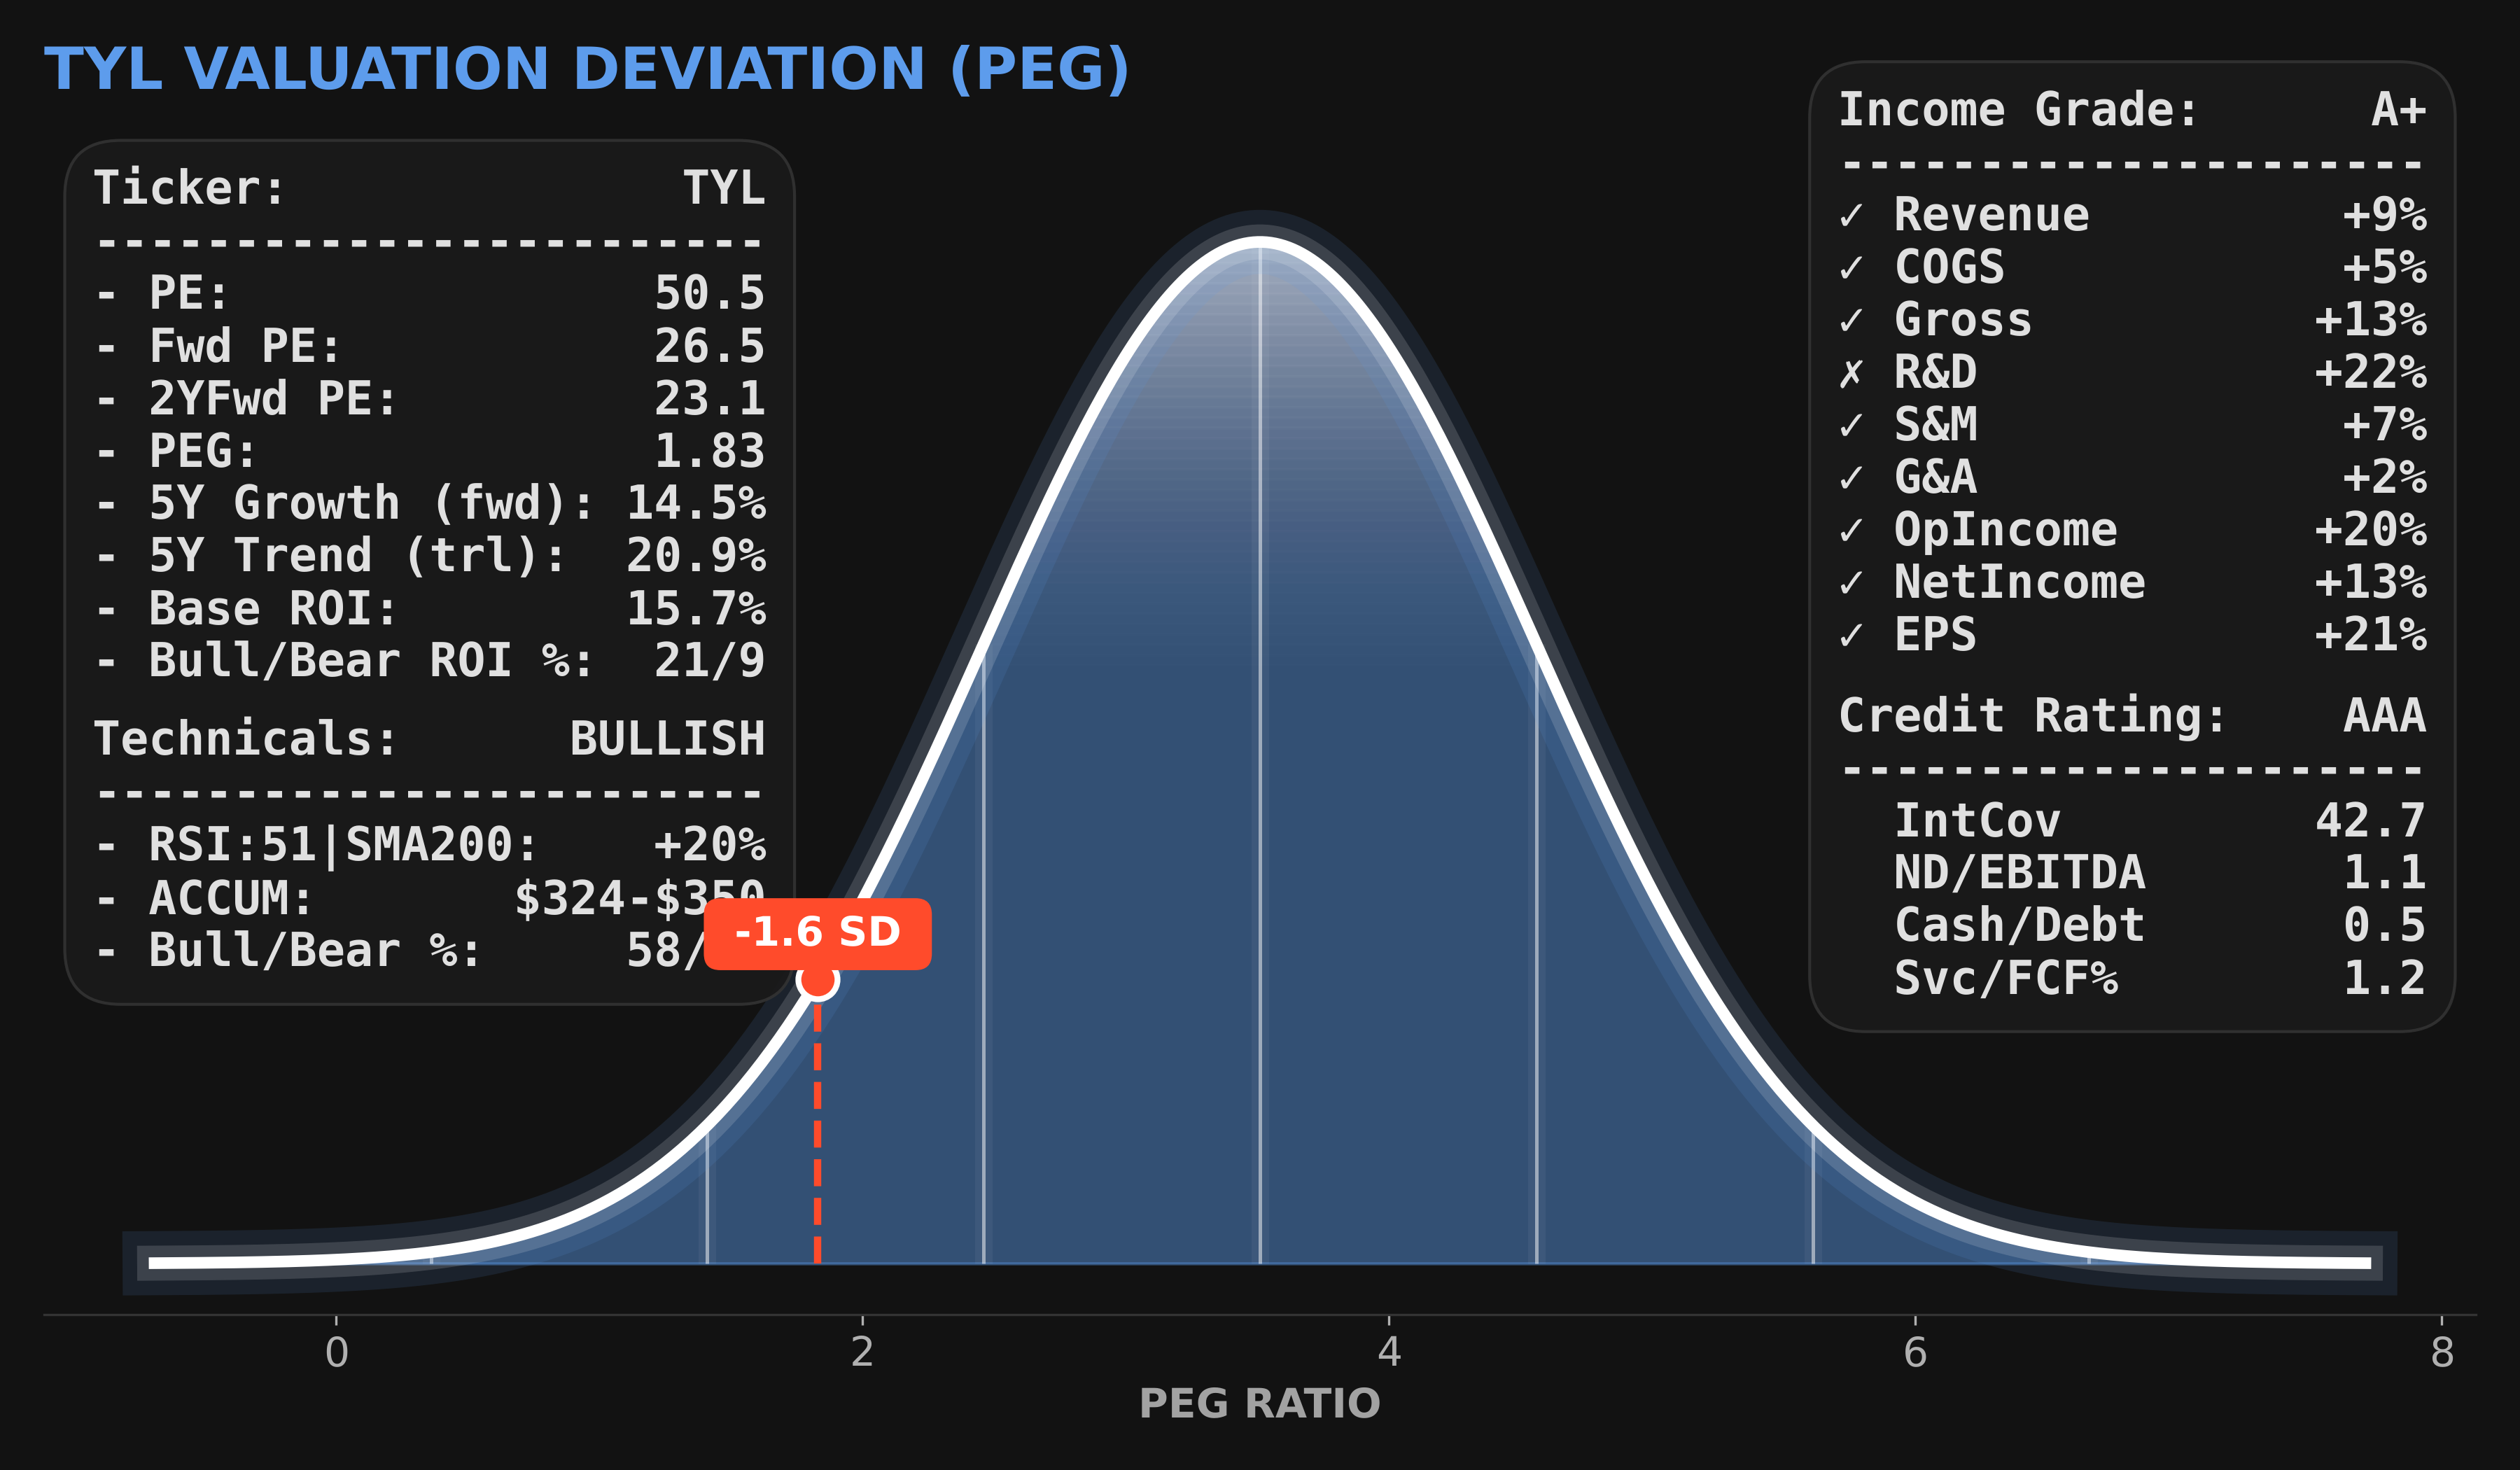 TYL VALUATION DEVIATION (PEG)
Ticker: TYL
--------------------------
- PE: 50.5
- Fwd PE: 26.5
- 2YFwd PE: 23.1
- PEG: 1.83
- 5Y Growth (fwd): 14.5%
- 5Y Trend (trl): 20.9%
- Base ROI: 15.7%
- Bull/Bear ROI %: 21/9
Technicals: BULLISH
------------------------
- RSI:51|SMA200: +20%
- ACCUM: $324-$350
- Bull/Bear %: 58/
-1.6 SD
Income Grade: A+
---------------------
✓ Revenue +9%
✓ COGS +5%
✓ Gross +13%
✗ R&D +22%
✓ S&M +7%
✓ G&A +2%
✓ OpIncome +20%
✓ NetIncome +13%
✓ EPS +21%
Credit Rating: AAA
---------------------
IntCov 42.7
ND/EBITDA 1.1
Cash/Debt 0.5
Svc/FCF% 1.2
0 2 4 6 8
PEG RATIO